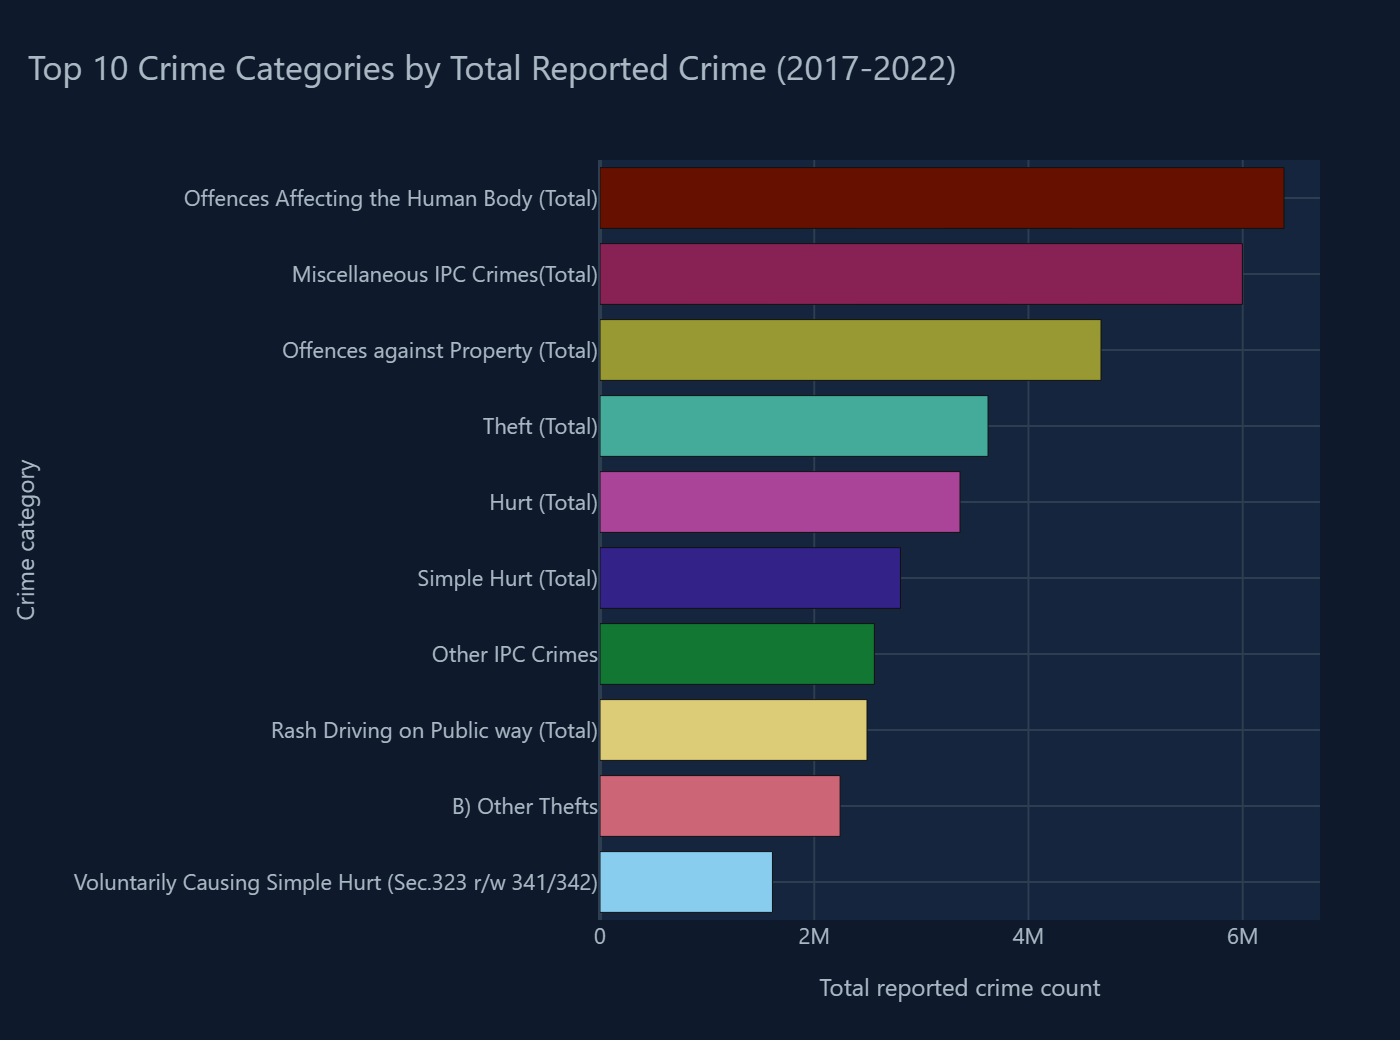 Top 10 Crime Categories by Total Reported Crime (2017-2022)
Offences Affecting the Human Body (Total)
Miscellaneous IPC Crimes(Total)
Offences against Property (Total)
Theft (Total)
Hurt (Total)
Simple Hurt (Total)
Other IPC Crimes
Rash Driving on Public way (Total)
B) Other Thefts
Voluntarily Causing Simple Hurt (Sec.323 r/w 341/342)
Crime category
0 2M 4M 6M
Total reported crime count